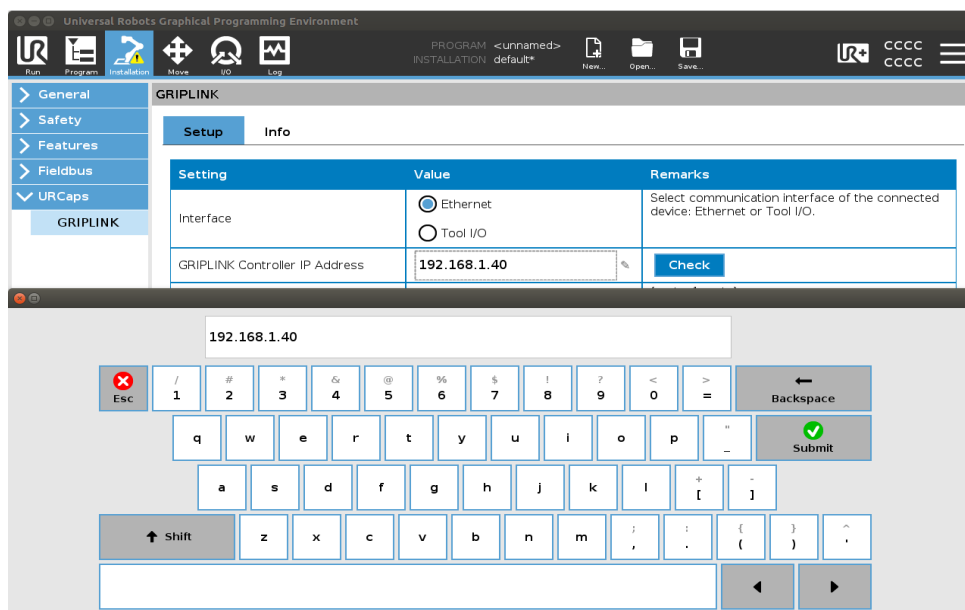 Universal Robots Graphical Programming Environment
UR
Run
Program
Installation
Move
I/O
Log
PROGRAM <unnamed>
INSTALLATION default*
New...
Open...
Save...
UR+
CCCC
CCCC
General
Safety
Features
Fieldbus
URCaps
GRIPLINK
GRIPLINK
Setup Info
Setting Value Remarks
Interface
Ethernet
Tool I/O
Select communication interface of the connected
device: Ethernet or Tool I/O.
GRIPLINK Controller IP Address 192.168.1.40 Check
192.168.1.40
/ # * & @ % $ ! ? < >
Esc 1 2 3 4 5 6 7 8 9 0 = Backspace
"
q w e r t y u i o p _ Submit
+ -
a s d f g h j k l [ ]
; : { } ^
Shift z x c v b n m , . ( ) '